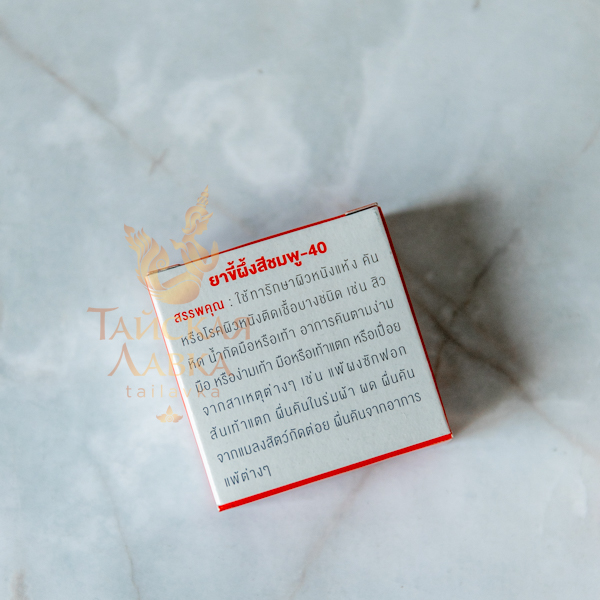 ยาขี้ผึ้งสีชมพู-40
สรรพคุณ : ใช้ทารักษาผิวหนังแห้ง คัน
หรือโรคผิวหนังติดเชื้อบางชนิด เช่น สิว
หิด น้ำกัดมือหรือเท้า อาการคันตามง่าม
มือ หรือง่ามเท้า มือหรือเท้าแตก หรือเปื่อย
จากสาเหตุต่างๆ เช่น แพ้ผงซักฟอก
ส้นเท้าแตก ผื่นคันในร่มผ้า ผด ผื่นคัน
จากแมลงสัตว์กัดต่อย ผื่นคันจากอาการ
แพ้ต่างๆ
Тайская
Лавка
tailavka